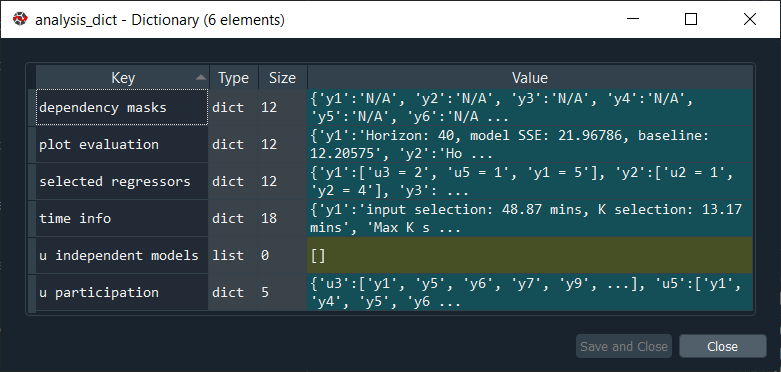 analysis_dict - Dictionary (6 elements)
Key Type Size Value
dependency masks dict 12 {'y1':'N/A', 'y2':'N/A', 'y3':'N/A', 'y4':'N/A',
'y5':'N/A', 'y6':'N/A ...
plot evaluation dict 12 {'y1':'Horizon: 40, model SSE: 21.96786, baseline:
12.20575', 'y2':'Ho ...
selected regressors dict 12 {'y1':['u3 = 2', 'u5 = 1', 'y1 = 5'], 'y2':['u2 = 1',
'y2 = 4'], 'y3': ...
time info dict 18 {'y1':'input selection: 48.87 mins, K selection: 13.17
mins', 'Max K s ...
u independent models list 0 []
u participation dict 5 {'u3':['y1', 'y5', 'y6', 'y7', 'y9', ...], 'u5':['y1',
'y4', 'y5', 'y6 ...
Save and Close Close